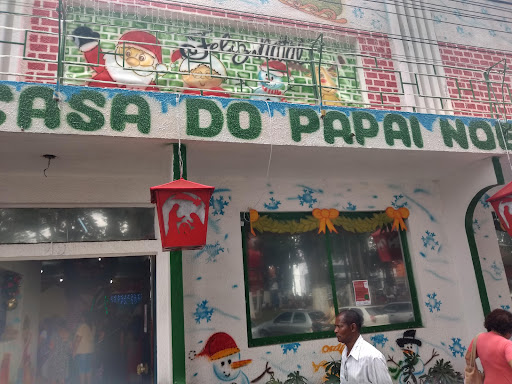 Feliz Natal
CASA DO PAPAI NOE